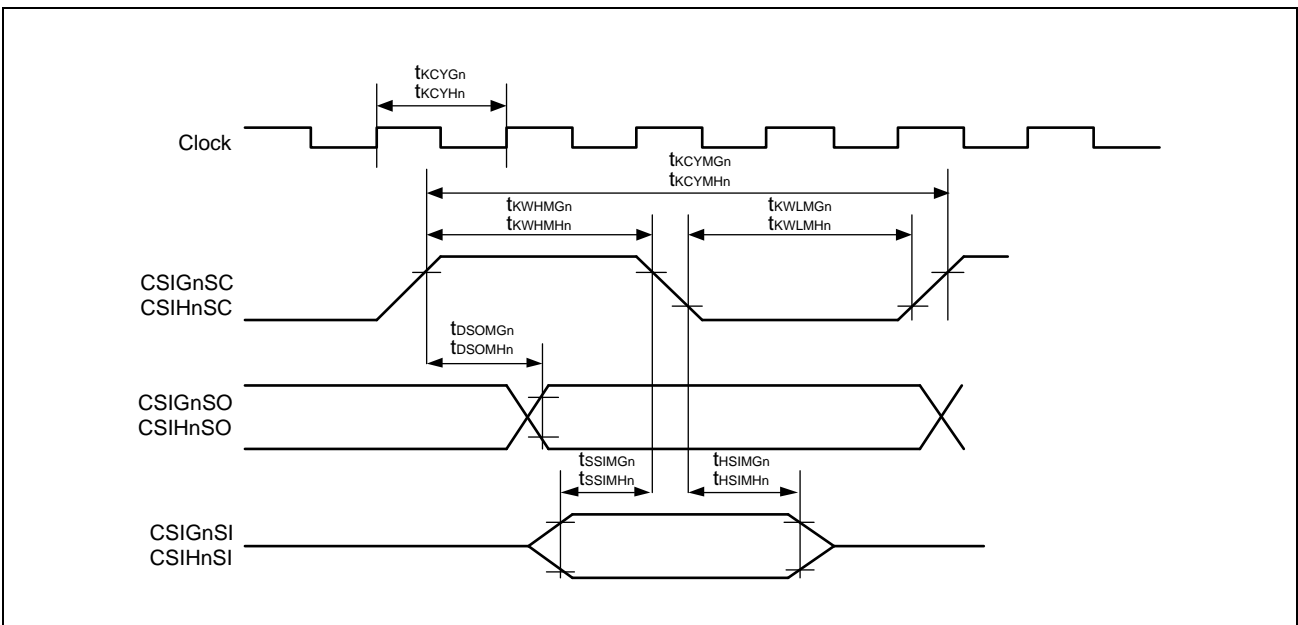 tKCYGn
tKCYHn
Clock
tKCYMGn
tKCYMHn
tKWHMGn
tKWHMHn
tKWLMGn
tKWLMHn
CSIGnSC
CSIHnSC
tDSOMGn
tDSOMHn
CSIGnSO
CSIHnSO
tSSIMGn
tSSIMHn
tHSIMGn
tHSIMHn
CSIGnSI
CSIHnSI